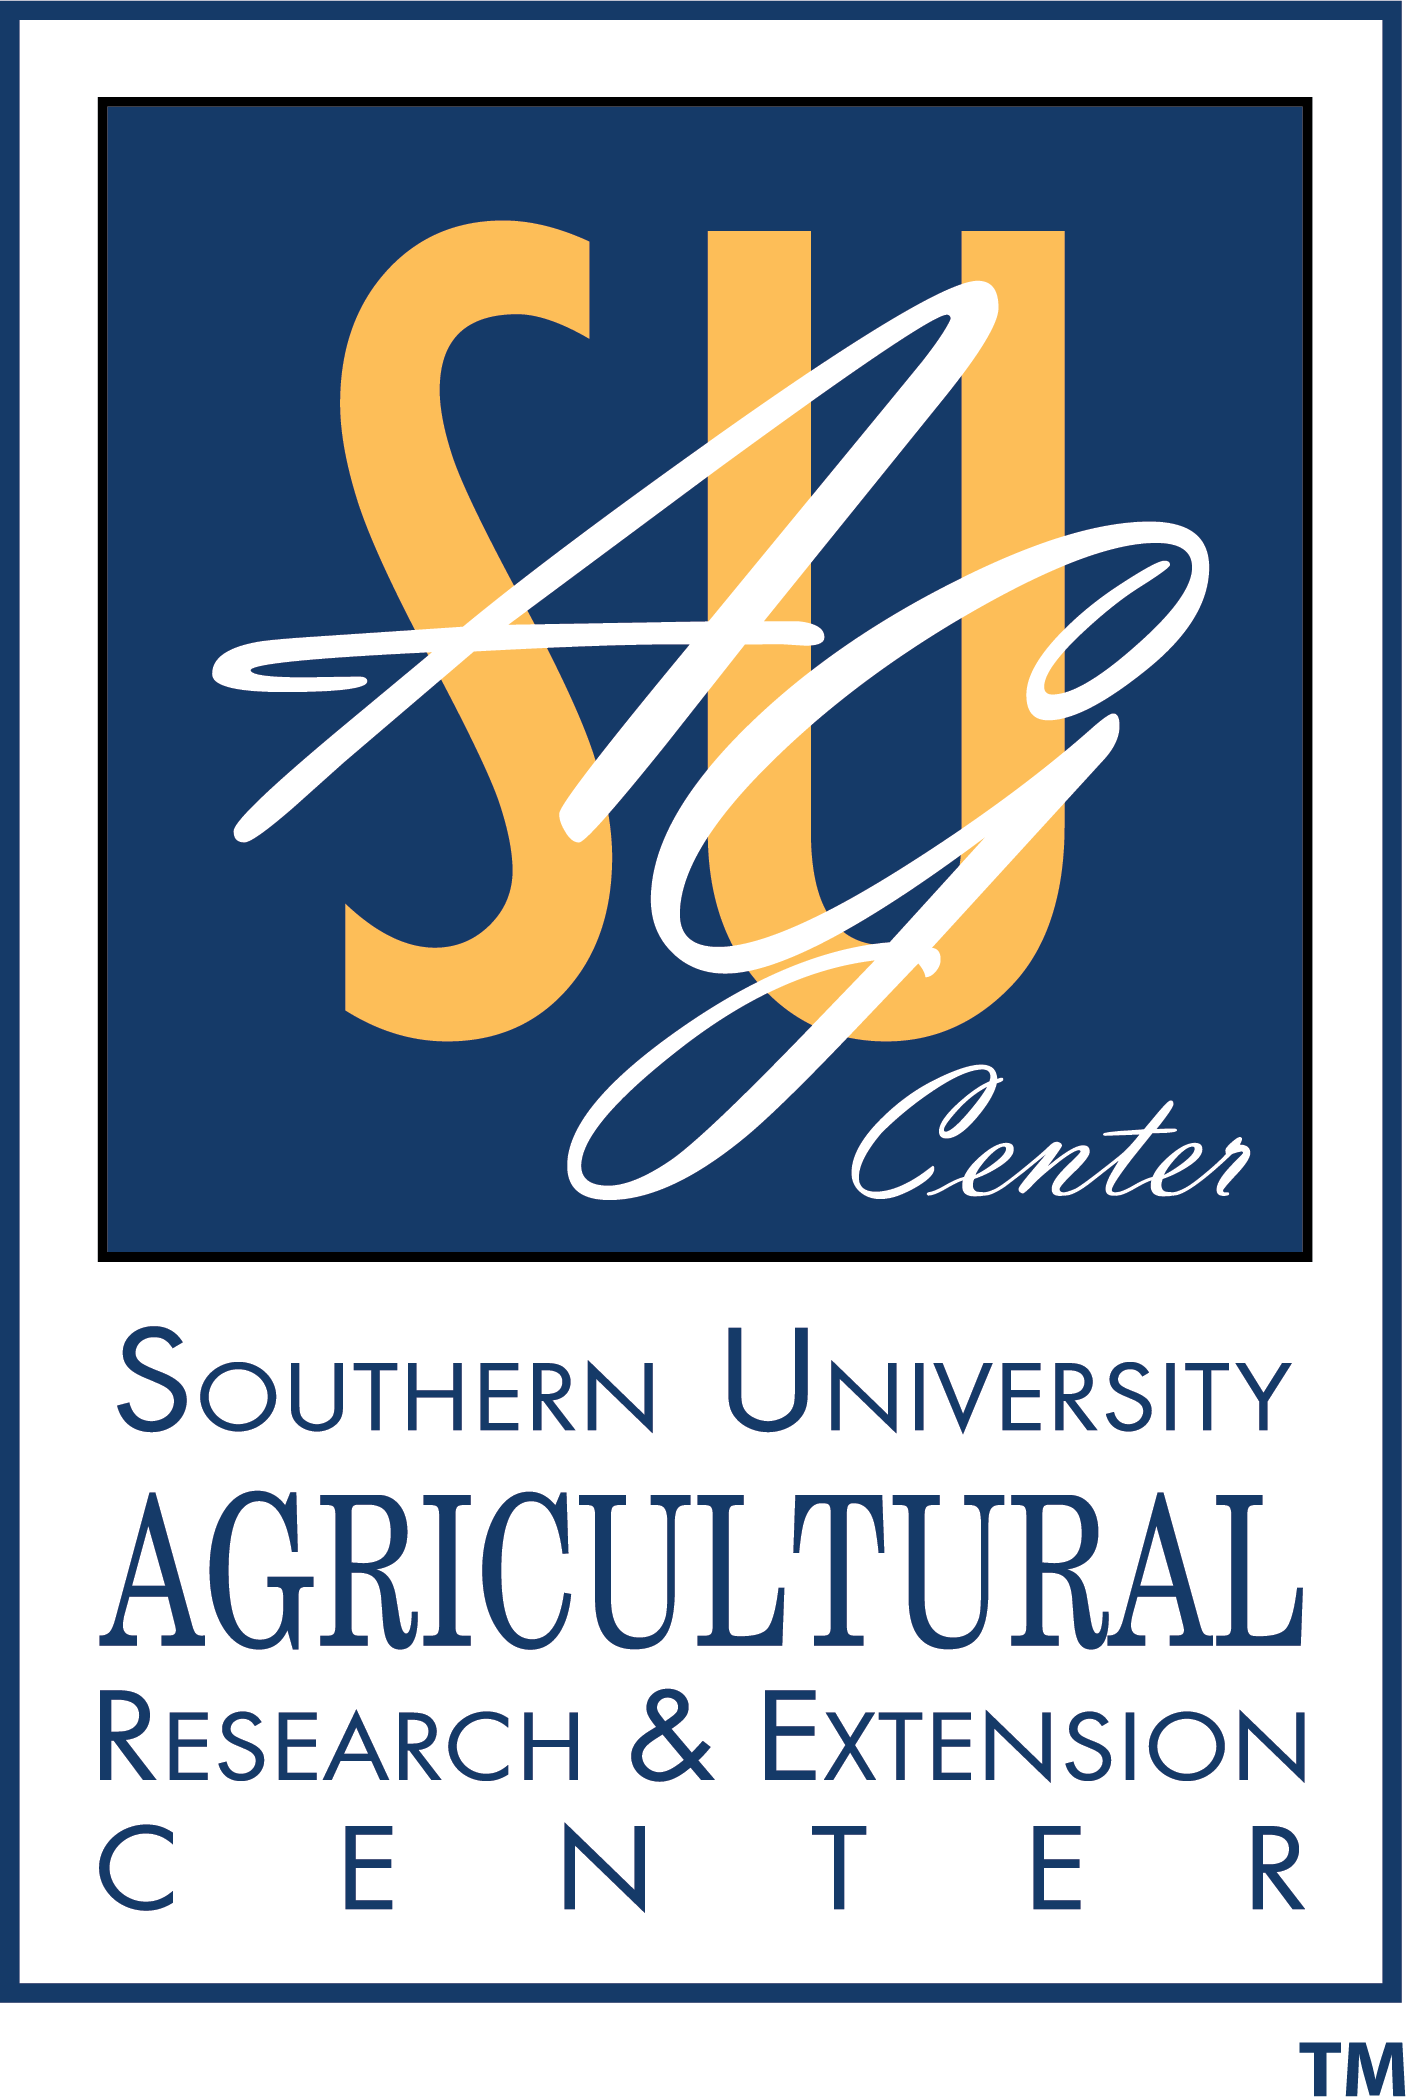 SU
AG
Center
SOUTHERN UNIVERSITY
AGRICULTURAL
RESEARCH & EXTENSION
CENTER
TM